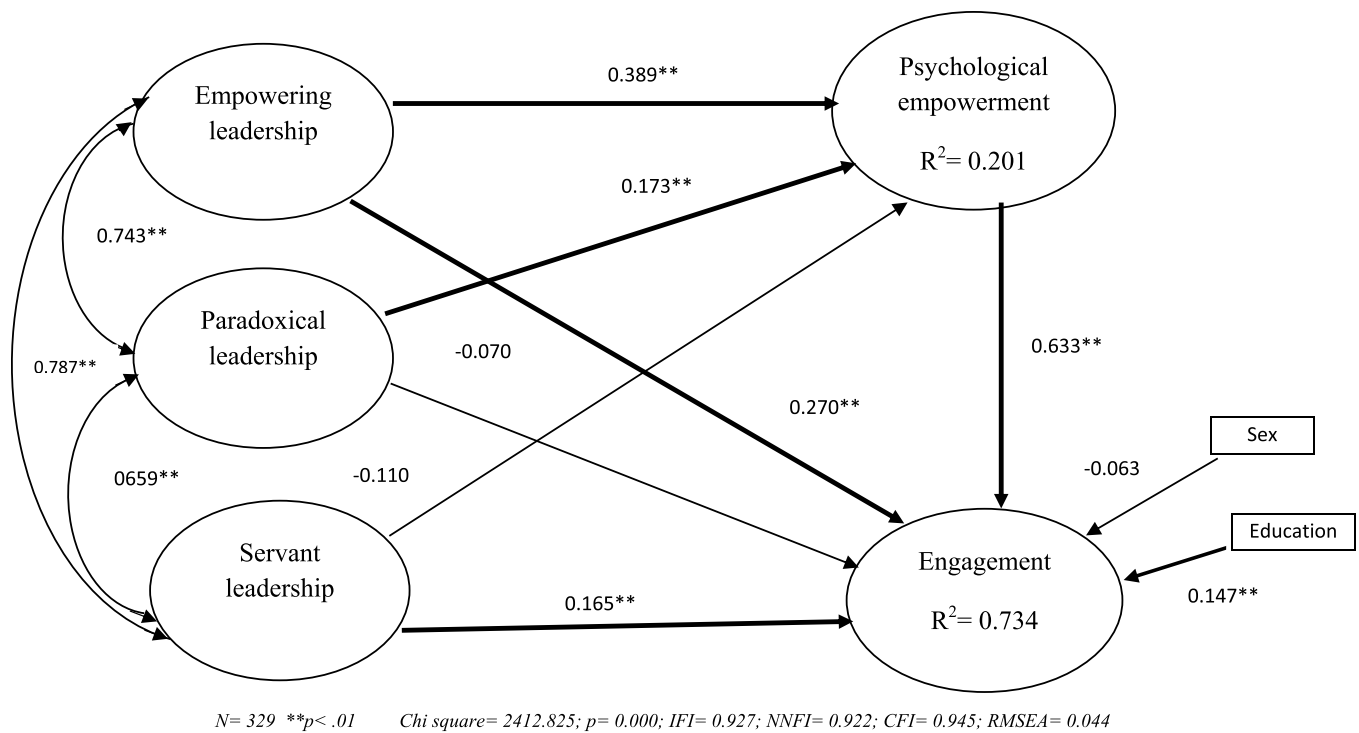 Empowering
leadership
0.389**
Psychological
empowerment
R²= 0.201
0.173**
0.743**
Paradoxical
leadership
-0.070
0.633**
0.787**
0.270**
Sex
-0.063
0659**
-0.110
Education
Servant
leadership
Engagement
0.147**
0.165**
R²= 0.734
N= 329 **p< .01 Chi square= 2412.825; p= 0.000; IFI= 0.927; NNFI= 0.922; CFI= 0.945; RMSEA= 0.044